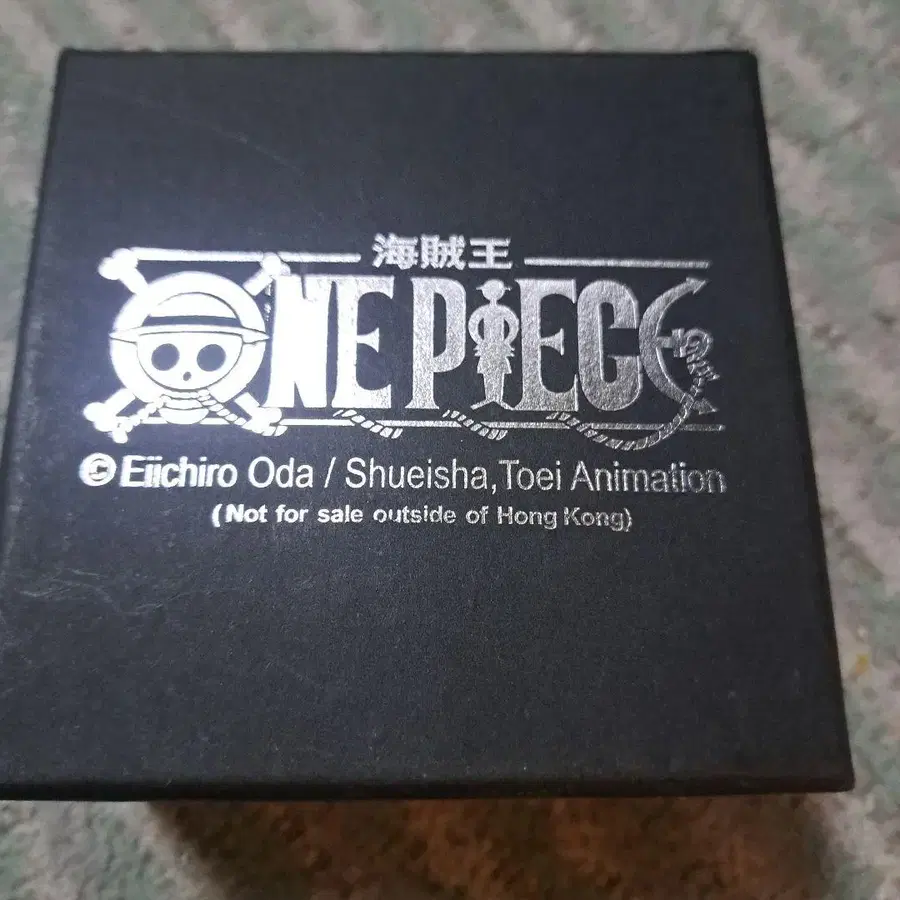 海賊王
ONE PIECE
© Eiichiro Oda / Shueisha,Toei Animation
(Not for sale outside of Hong Kong)